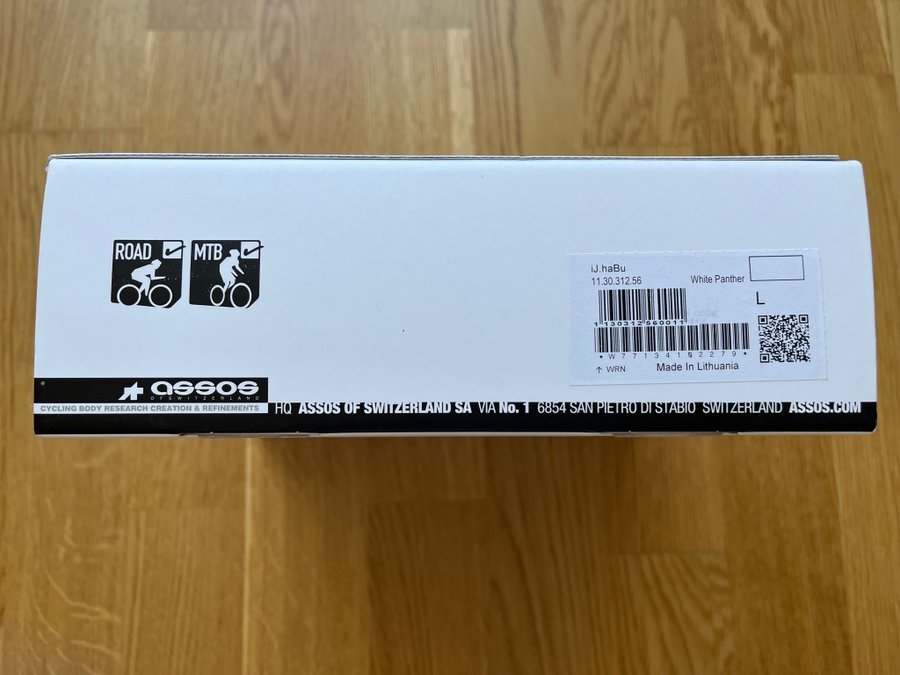 ROAD
MTB
iJ.haBu
11.30.312.56
White Panther
L
1130312560011
*W77134102279*
↑ WRN
Made In Lithuania
®
assos
OF SWITZERLAND
CYCLING BODY RESEARCH CREATION & REFINEMENTS
HQ ASSOS OF SWITZERLAND SA VIA No. 1 6854 SAN PIETRO DI STABIO SWITZERLAND ASSOS.COM